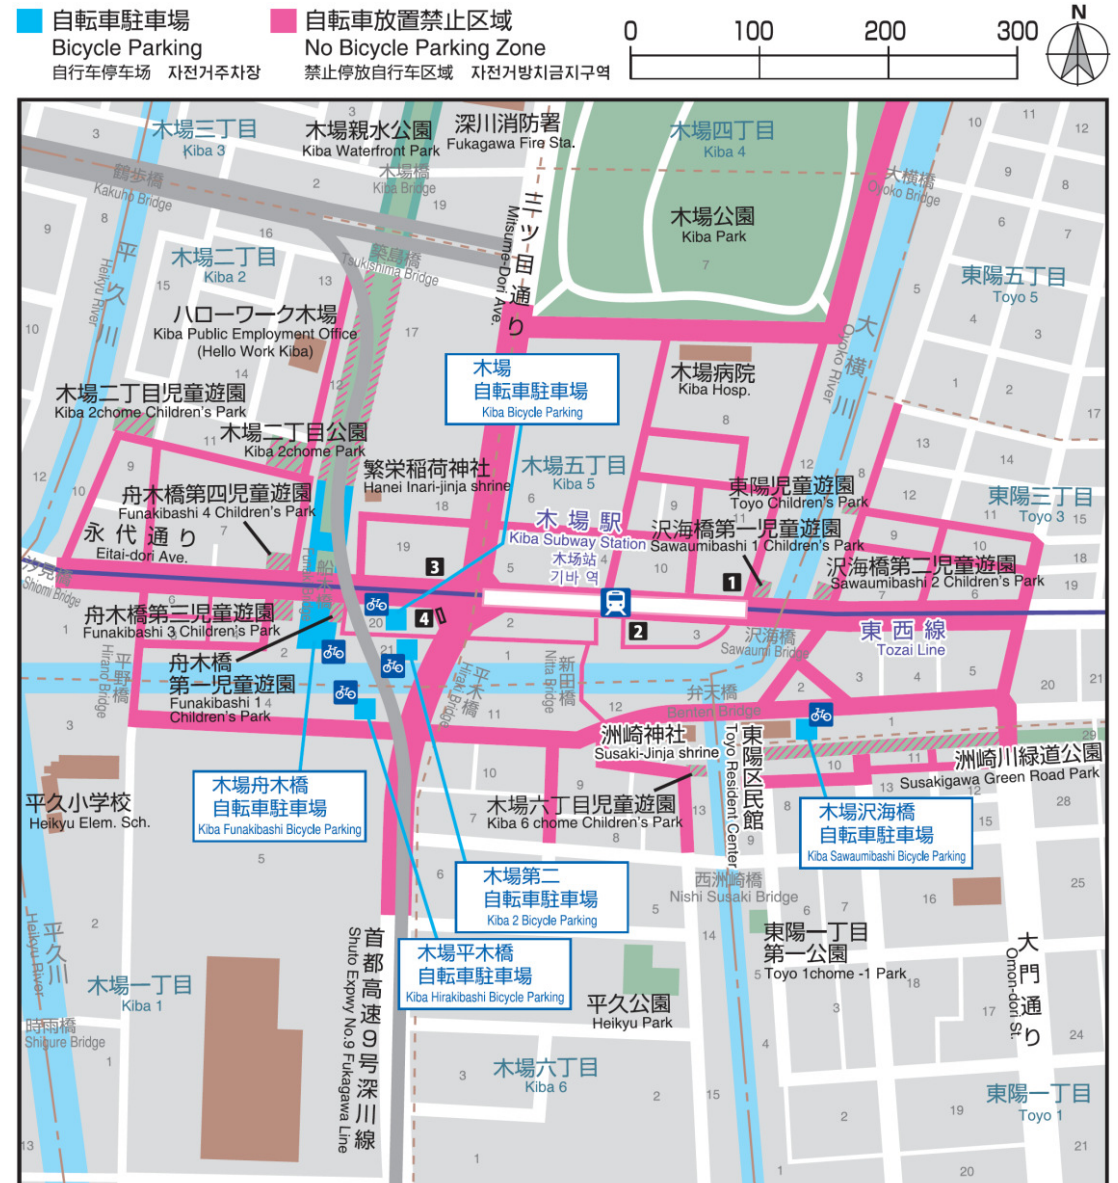 自転車駐車場
Bicycle Parking
自行车停车场 자전거주차장
自転車放置禁止区域
No Bicycle Parking Zone
禁止停放自行车区域 자전거방치금지구역
0 100 200 300
N
木場三丁目
Kiba 3
木場親水公園
Kiba Waterfront Park
深川消防署
Fukagawa Fire Sta.
木場四丁目
Kiba 4
鶴歩橋
Kakuho Bridge
木場橋
Kiba Bridge
大横橋
Oyoko Bridge
三ツ目通り
Mitsume-Dori Ave.
木場公園
Kiba Park
平久川
Heikyu River
木場二丁目
Kiba 2
築島橋
Tsukishima Bridge
東陽五丁目
Toyo 5
ハローワーク木場
Kiba Public Employment Office
(Hello Work Kiba)
大横川
Oyoko River
木場
自転車駐車場
Kiba Bicycle Parking
木場病院
Kiba Hosp.
木場二丁目児童遊園
Kiba 2chome Children's Park
木場二丁目公園
Kiba 2chome Park
繁栄稲荷神社
Hanei Inari-jinja shrine
木場五丁目
Kiba 5
舟木橋第四児童遊園
Funakibashi 4 Children's Park
東陽児童遊園
Toyo Children's Park
東陽三丁目
Toyo 3
永代通り
Eitai-dori Ave.
木場駅
Kiba Subway Station
木场站
기바 역
沢海橋第一児童遊園
Sawaumibashi 1 Children's Park
沢海橋第二児童遊園
Sawaumibashi 2 Children's Park
汐見橋
Shiomi Bridge
船木橋
3
4
1
2
舟木橋第三児童遊園
Funakibashi 3 Children's Park
東西線
Tozai Line
沢海橋
Sawaumi Bridge
平野橋
Hirano Bridge
舟木橋
第一児童遊園
Funakibashi 1
Children's Park
平木橋
Hiraki Bridge
新田橋
Nitta Bridge
弁天橋
Benten Bridge
洲崎神社
Susaki-Jinja shrine
東陽区民館
Toyo Resident Center
洲崎川緑道公園
Susakigawa Green Road Park
平久小学校
Heikyu Elem. Sch.
木場舟木橋
自転車駐車場
Kiba Funakibashi Bicycle Parking
木場六丁目児童遊園
Kiba 6 chome Children's Park
木場沢海橋
自転車駐車場
Kiba Sawaumibashi Bicycle Parking
木場第二
自転車駐車場
Kiba 2 Bicycle Parking
西洲崎橋
Nishi Susaki Bridge
木場平木橋
自転車駐車場
Kiba Hirakibashi Bicycle Parking
東陽一丁目
第一公園
Toyo 1chome -1 Park
平久川
Heikyu River
木場一丁目
Kiba 1
時雨橋
Shigure Bridge
首都高速9号深川線
Shuto Expwy No.9 Fukagawa Line
平久公園
Heikyu Park
大門通り
Omon-dori St.
木場六丁目
Kiba 6
東陽一丁目
Toyo 1